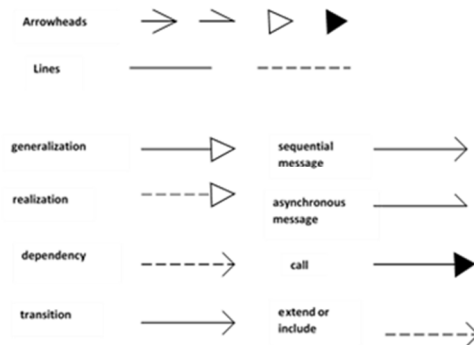 Arrowheads
Lines
generalization
sequential
message
realization
asynchronous
message
dependency
call
transition
extend or
include